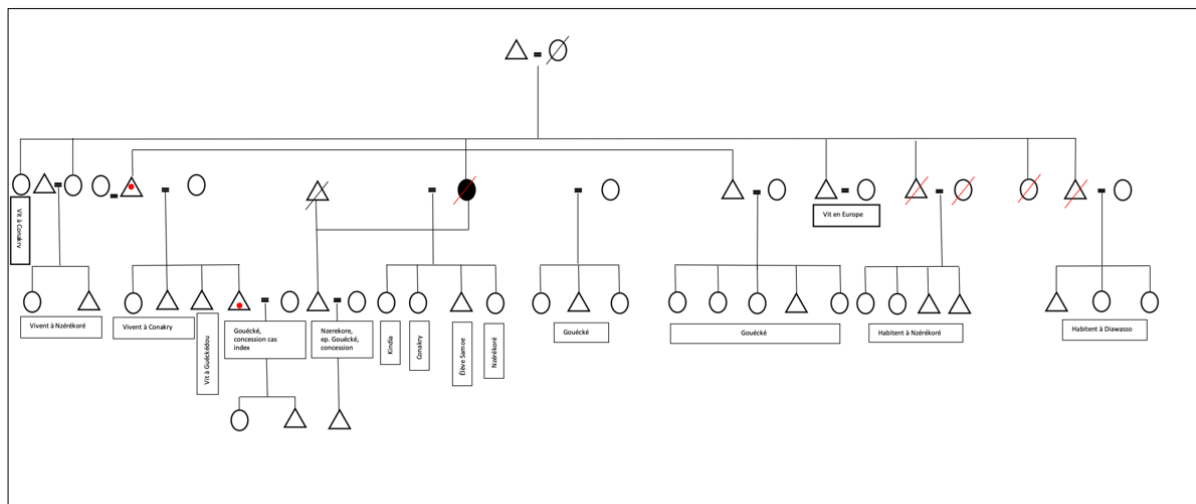 Vit à Conakry
Vit en Europe
Vivent à Nzérékoré
Vivent à Conakry
Vit à Guéckédou
Gouécké,
concession cas
index
Nzerekore,
ep. Gouécké,
concession
Kindia
Conakry
Élève Samoe
Nzérékoré
Gouécké
Gouécké
Habitent à Nzérékoré
Habitent à Diawasso